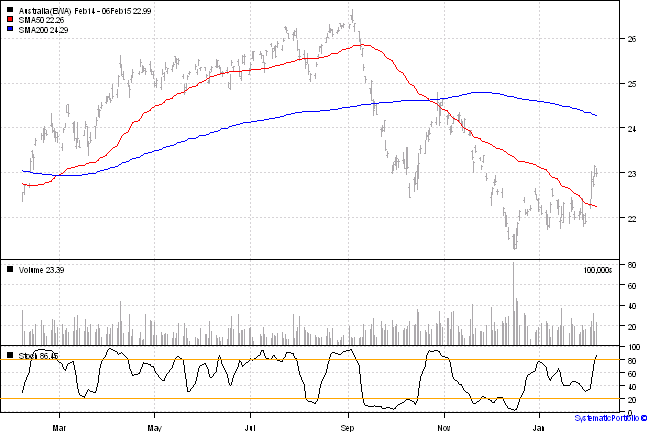 Australia(EWA) Feb14 - 06Feb15 22.99
SMA50 22.26
SMA200 24.29
26
25
24
23
22
Volume 23.39
100,000s
80
60
40
20
Stoch 86.45
100
80
60
40
20
0
Mar May Jul Sep Nov Jan
SystematicPortfolio ©